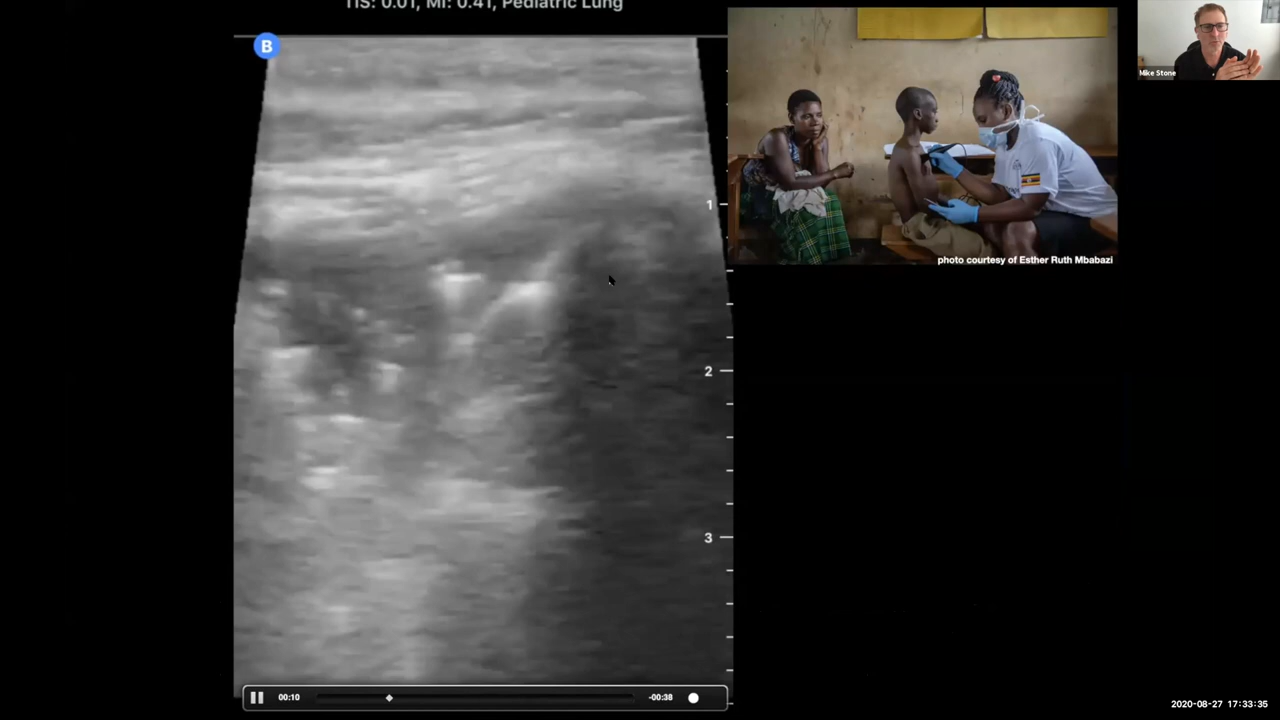 TIS: 0.01, MI: 0.41, Pediatric Lung
B
1
2
3
photo courtesy of Esther Ruth Mbabazi
Mike Stone
00:10
-00:38
2020-08-27 17:33:35